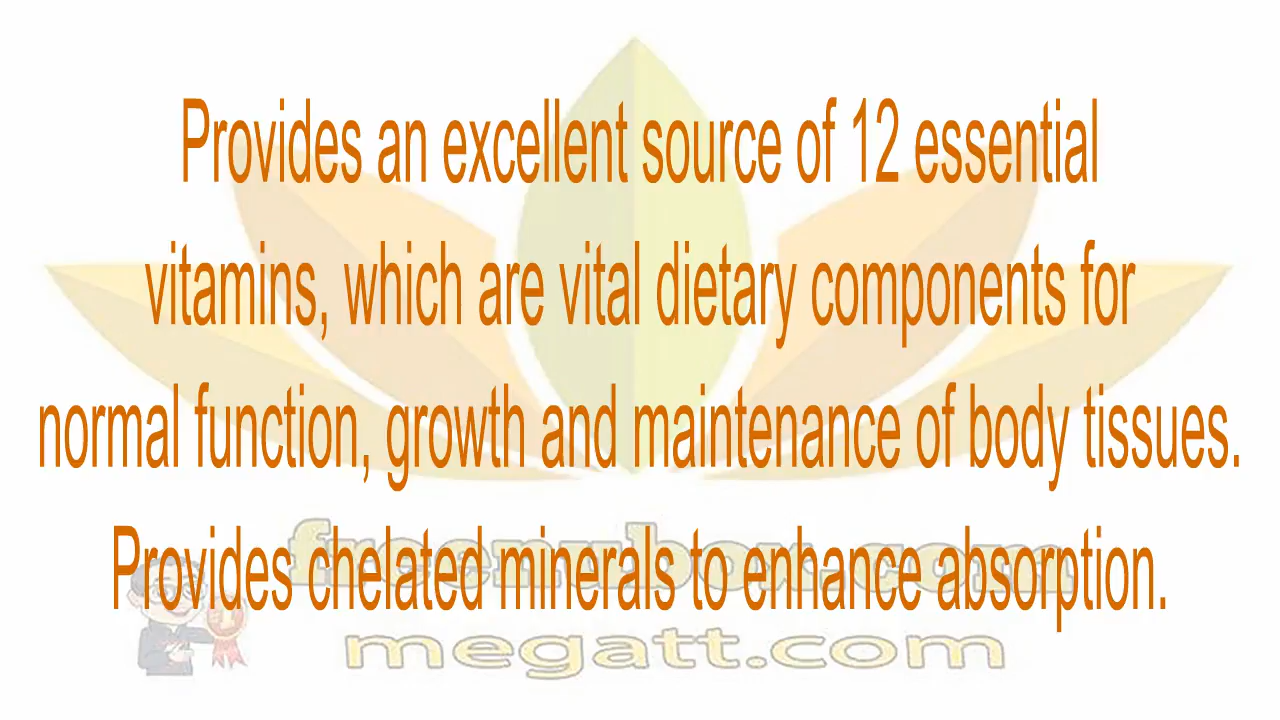 Provides an excellent source of 12 essential
vitamins, which are vital dietary components for
normal function, growth and maintenance of body tissues.
Provides chelated minerals to enhance absorption.
megatt.com